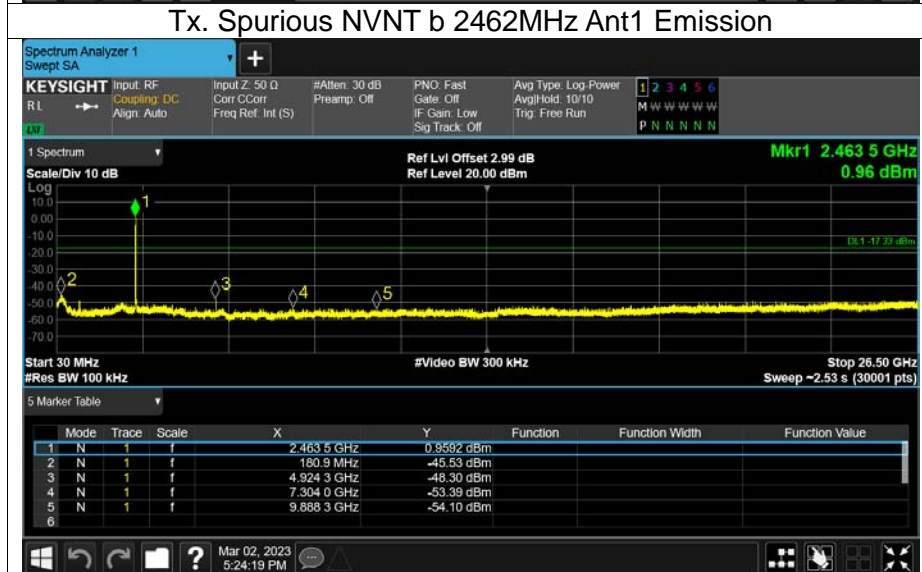 Tx. Spurious NVNT b 2462MHz Ant1 Emission
Spectrum Analyzer 1
Swept SA
+
KEYSIGHT
RL
LXI
Input: RF
Coupling: DC
Align: Auto
Input Z: 50 Ω
Corr CCorr
Freq Ref: Int (S)
#Atten: 30 dB
Preamp: Off
PNO: Fast
Gate: Off
IF Gain: Low
Sig Track: Off
Avg Type: Log-Power
Avg|Hold: 10/10
Trig: Free Run
1 2 3 4 5 6
M W W W W W
P N N N N N
1 Spectrum
Scale/Div 10 dB
Ref Lvl Offset 2.99 dB
Ref Level 20.00 dBm
Mkr1 2.463 5 GHz
0.96 dBm
Log
10.0
0.00
-10.0
-20.0
-30.0
-40.0
-50.0
-60.0
-70.0
1
2
3
4
5
DL1 -17.33 dBm
Start 30 MHz
#Video BW 300 kHz
Stop 26.50 GHz
#Res BW 100 kHz
Sweep ~2.53 s (30001 pts)
5 Marker Table
Mode Trace Scale X Y Function Function Width Function Value
1 N 1 f 2.463 5 GHz 0.9592 dBm
2 N 1 f 180.9 MHz -45.53 dBm
3 N 1 f 4.924 3 GHz -48.30 dBm
4 N 1 f 7.304 0 GHz -53.39 dBm
5 N 1 f 9.888 3 GHz -54.10 dBm
6
?
Mar 02, 2023
5:24:19 PM